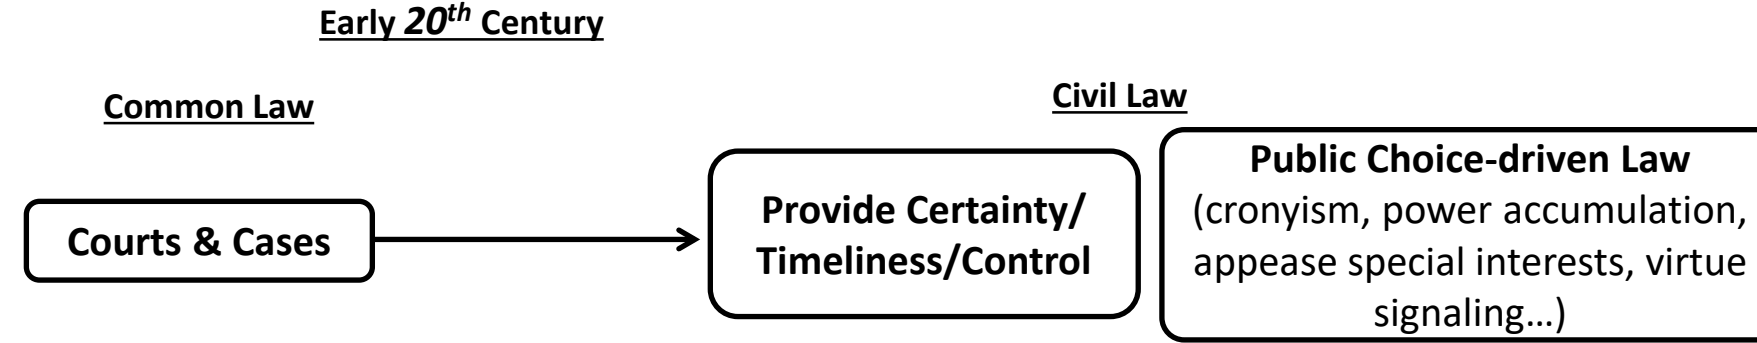 Early 20th Century
Common Law
Civil Law
Courts & Cases
Provide Certainty/
Timeliness/Control
Public Choice-driven Law
(cronyism, power accumulation,
appease special interests, virtue
signaling…)